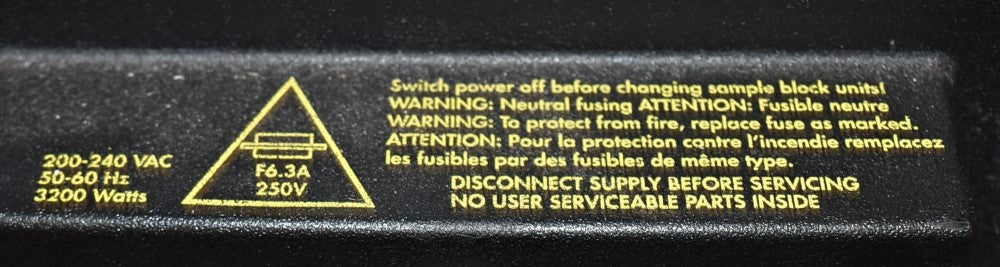 200-240 VAC
50-60 Hz
3200 Watts
F6.3A
250V
Switch power off before changing sample block units!
WARNING: Neutral fusing ATTENTION: Fusible neutre
WARNING: To protect from fire, replace fuse as marked.
ATTENTION: Pour la protection contre l'incendie remplacez
les fusibles par des fusibles de même type.
DISCONNECT SUPPLY BEFORE SERVICING
NO USER SERVICEABLE PARTS INSIDE